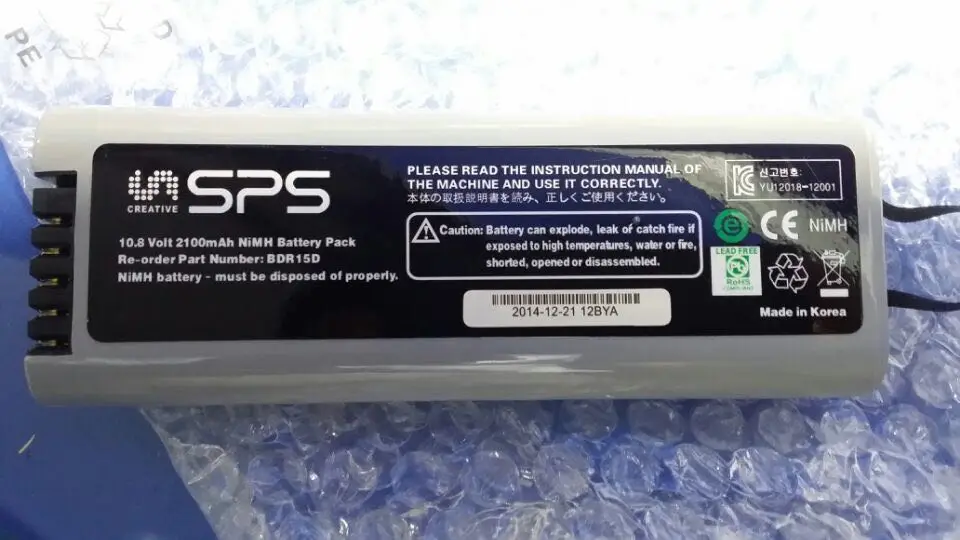 PE
CREATIVE
SPS
10.8 Volt 2100mAh NiMH Battery Pack
Re-order Part Number: BDR15D
NiMH battery - must be disposed of properly.
PLEASE READ THE INSTRUCTION MANUAL OF
THE MACHINE AND USE IT CORRECTLY.
本体の取扱説明書を読み、正しくご使用ください。
Caution: Battery can explode, leak of catch fire if
exposed to high temperatures, water or fire,
shorted, opened or disassembled.
2014-12-21 12BYA
신고번호:
YU12018-12001
e
CE
NiMH
LEAD FREE
Pb
RoHS
COMPLIANT
Made in Korea